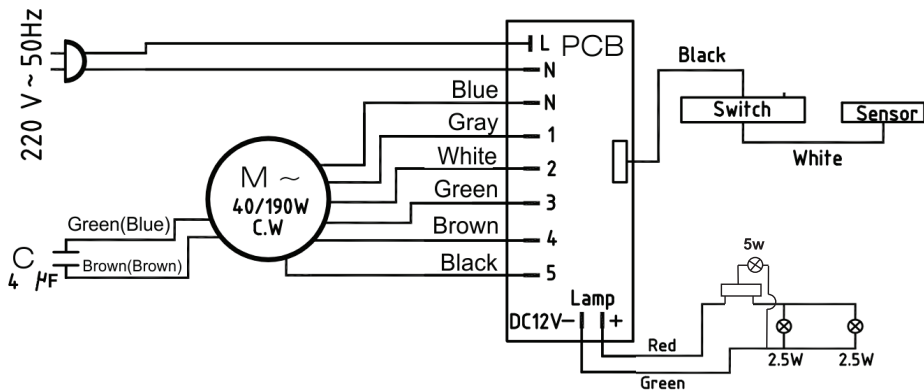 220 V ~ 50Hz
L
PCB
N
Blue
N
Gray
1
White
2
Green
3
Brown
4
Black
5
M ~
40/190W
C.W
Green(Blue)
C
4 µF
Brown(Brown)
Black
Switch
Sensor
White
Lamp
DC12V- +
Red
Green
5w
2.5W
2.5W